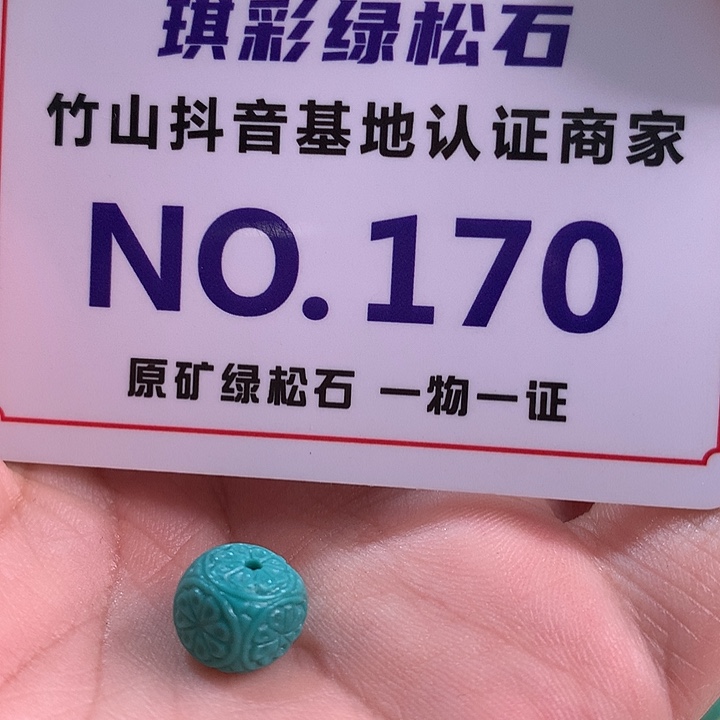 琪彩绿松石
竹山抖音基地认证商家
NO.170
原矿绿松石 一物一证